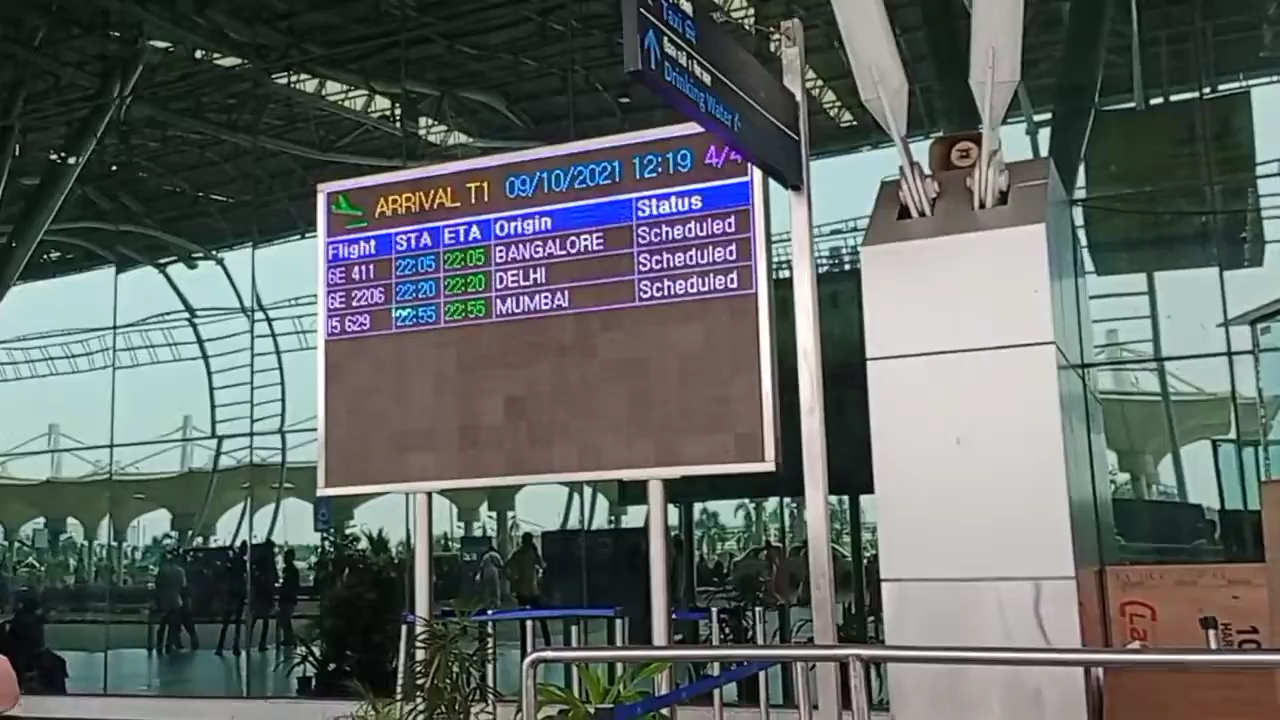 Taxi
Drinking Water
ARRIVAL T1 09/10/2021 12:19 4/4
Flight STA ETA Origin Status
6E 411 22:05 22:05 BANGALORE Scheduled
6E 2206 22:20 22:20 DELHI Scheduled
I5 629 22:55 22:55 MUMBAI Scheduled
10